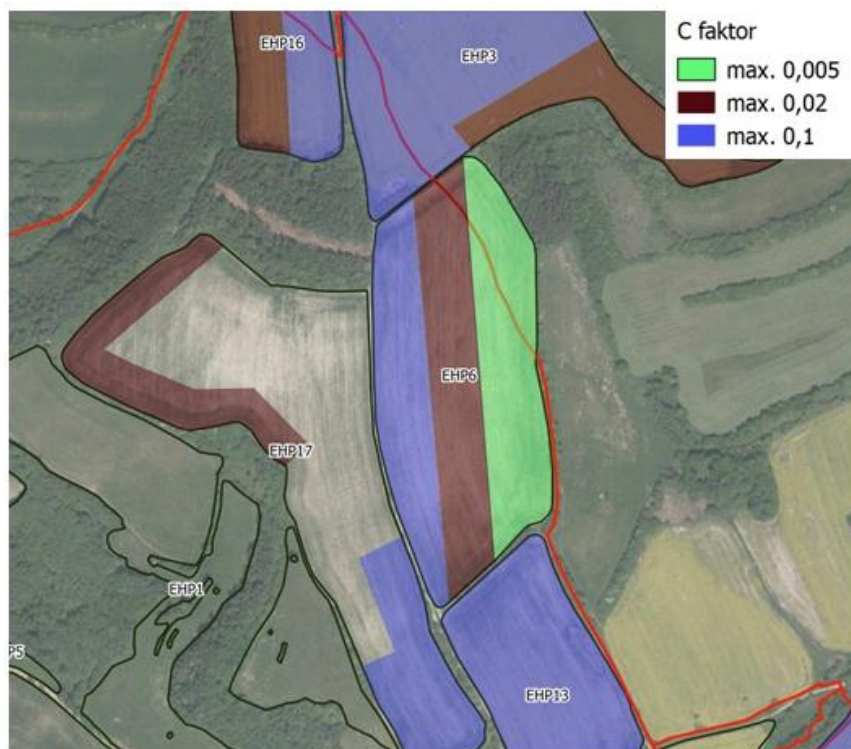 EHP16
EHP3
C faktor
max. 0,005
max. 0,02
max. 0,1
EHP6
EHP17
EHP1
P5
EHP13